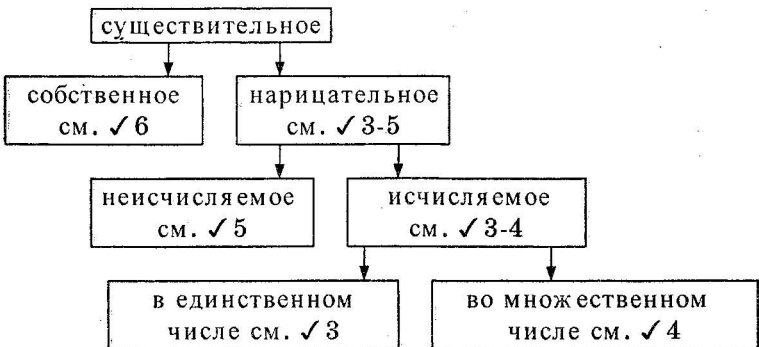 существительное
собственное
см. ✓6
нарицательное
см. ✓3-5
неисчисляемое
см. ✓5
исчисляемое
см. ✓3-4
в единственном
числе см. ✓3
во множественном
числе см. ✓4